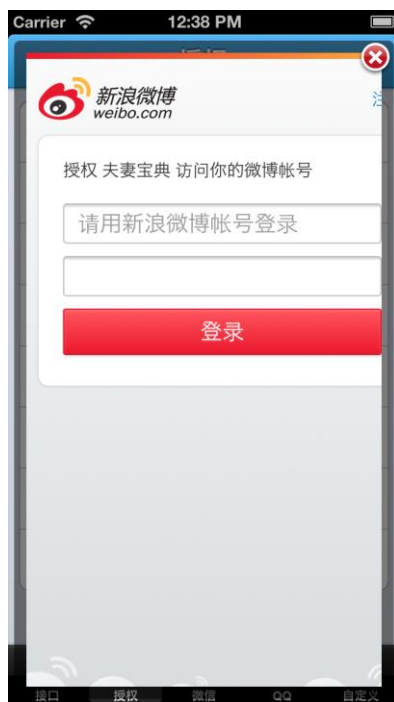 Carrier 12:38 PM
新浪微博
weibo.com
授权 夫妻宝典 访问你的微博帐号
请用新浪微博帐号登录
登录
接口 授权 微信 QQ 自定义